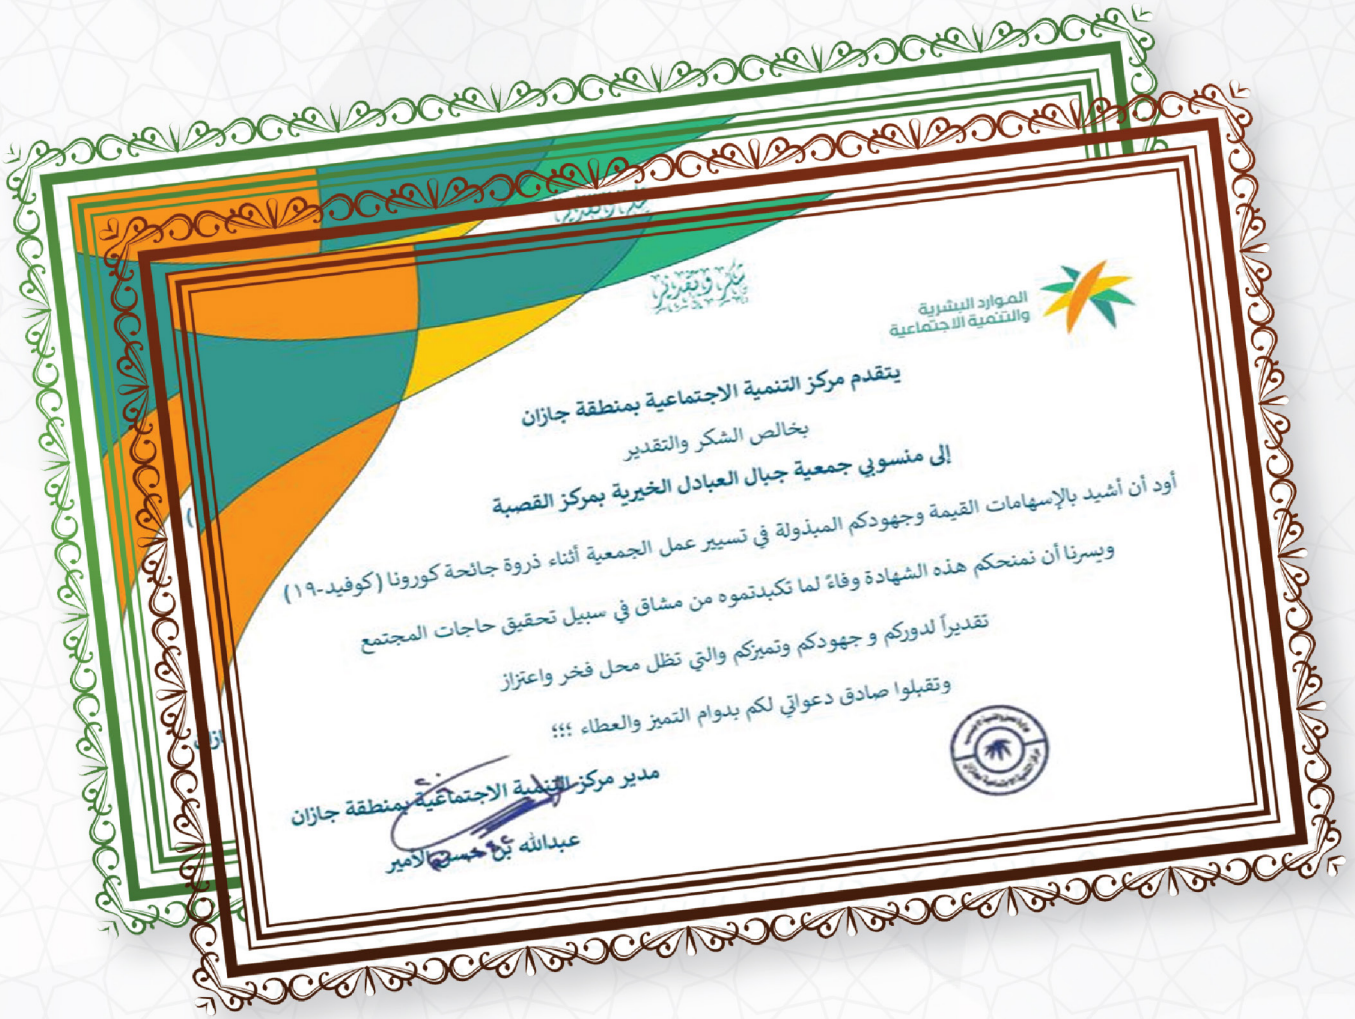 شكر وتقدير
الموارد البشرية
والتنمية الاجتماعية
يتقدم مركز التنمية الاجتماعية بمنطقة جازان
بخالص الشكر والتقدير
إلى منسوبي جمعية جبال العبادل الخيرية بمركز القصبة
أود أن أشيد بالإسهامات القيمة وجهودكم المبذولة في تسيير عمل الجمعية أثناء ذروة جائحة كورونا (كوفيد-١٩)
ويسرنا أن نمنحكم هذه الشهادة وفاءً لما تكبدتموه من مشاق في سبيل تحقيق حاجات المجتمع
تقديراً لدوركم و جهودكم وتميزكم والتي تظل محل فخر واعتزاز
وتقبلوا صادق دعواتي لكم بدوام التميز والعطاء ؛؛؛
مدير مركز التنمية الاجتماعية بمنطقة جازان
عبدالله بن حسن الأمير